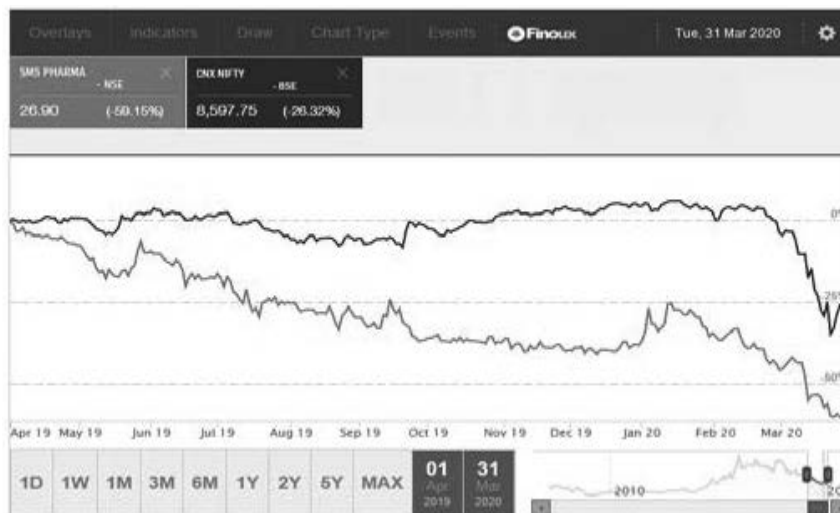 Overlays Indicators Draw Chart Type Events Finoux Tue, 31 Mar 2020
SMS PHARMA
- NSE
26.90 (-59.15%)
CNX NIFTY
- BSE
8,597.75 (-26.32%)
0%
-25%
Apr 19 May 19 Jun 19 Jul 19 Aug 19 Sep 19 Oct 19 Nov 19 Dec 19 Jan 20 Feb 20 Mar 20
1D 1W 1M 3M 6M 1Y 2Y 5Y MAX
01 Apr 2019
31 Mar 2020
2010